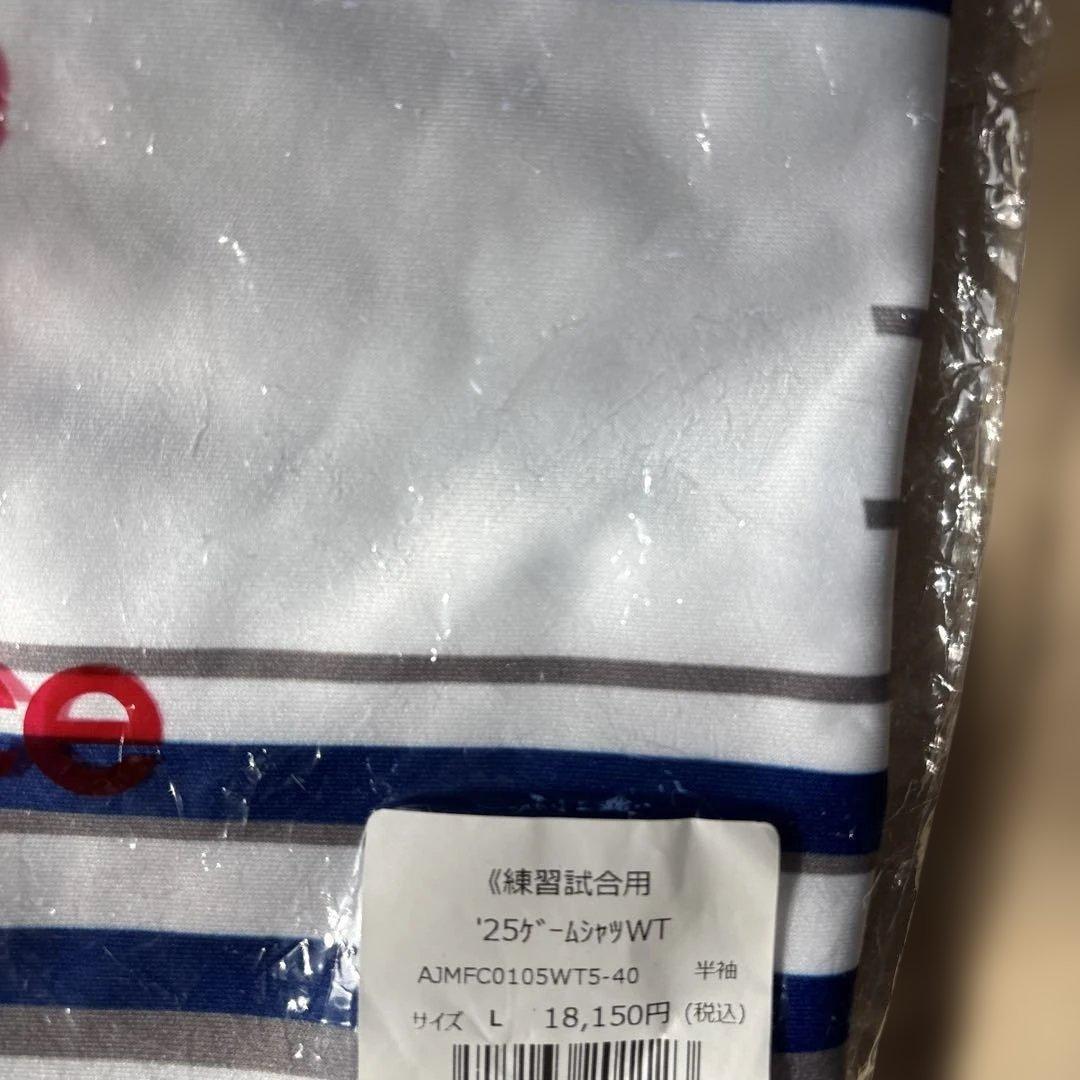 ce
《練習試合用
'25ｹﾞｰﾑｼｬﾂWT
AJMFC0105WT5-40 半袖
サイズ L 18,150円 (税込)